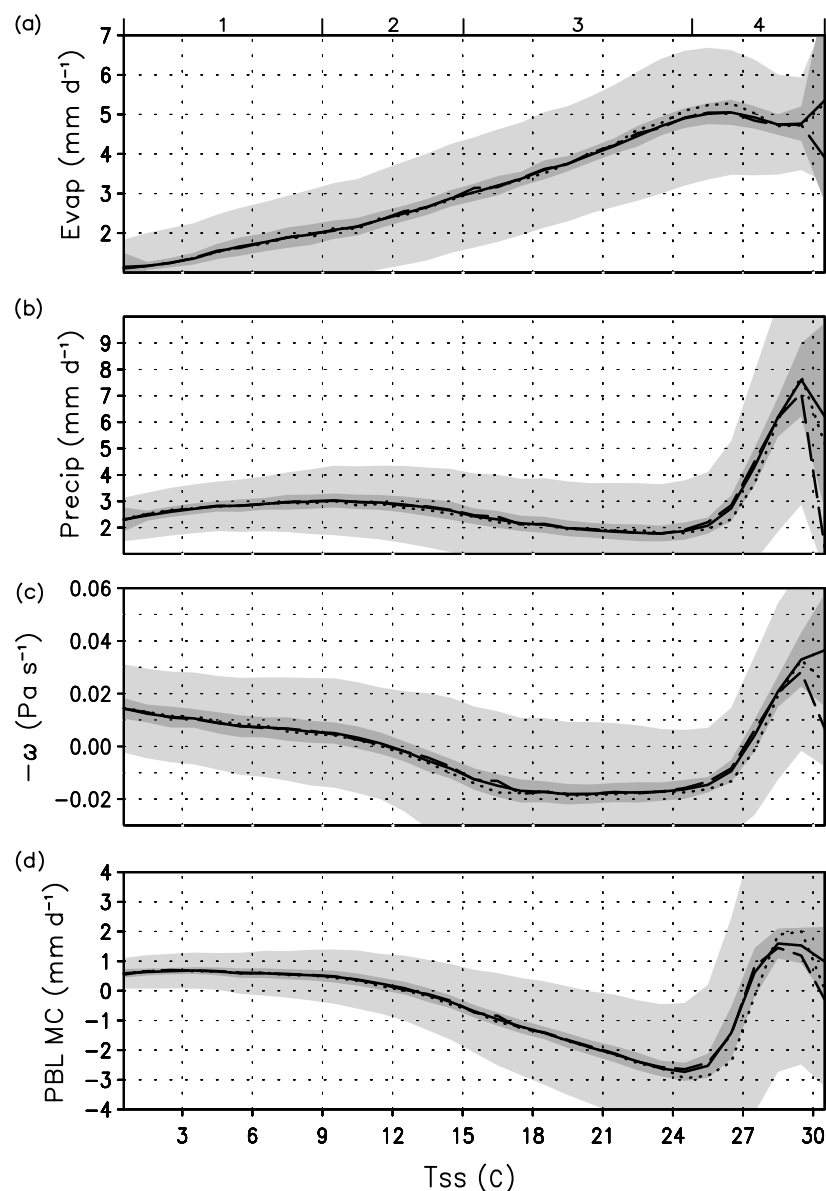 (a)
1 2 3 4
7
6
5
4
3
2
Evap (mm d⁻¹)
(b)
9
8
7
6
5
4
3
2
Precip (mm d⁻¹)
(c)
0.06
0.04
0.02
0.00
-0.02
-ω (Pa s⁻¹)
(d)
4
3
2
1
0
-1
-2
-3
-4
PBL MC (mm d⁻¹)
3 6 9 12 15 18 21 24 27 30
Tss (C)